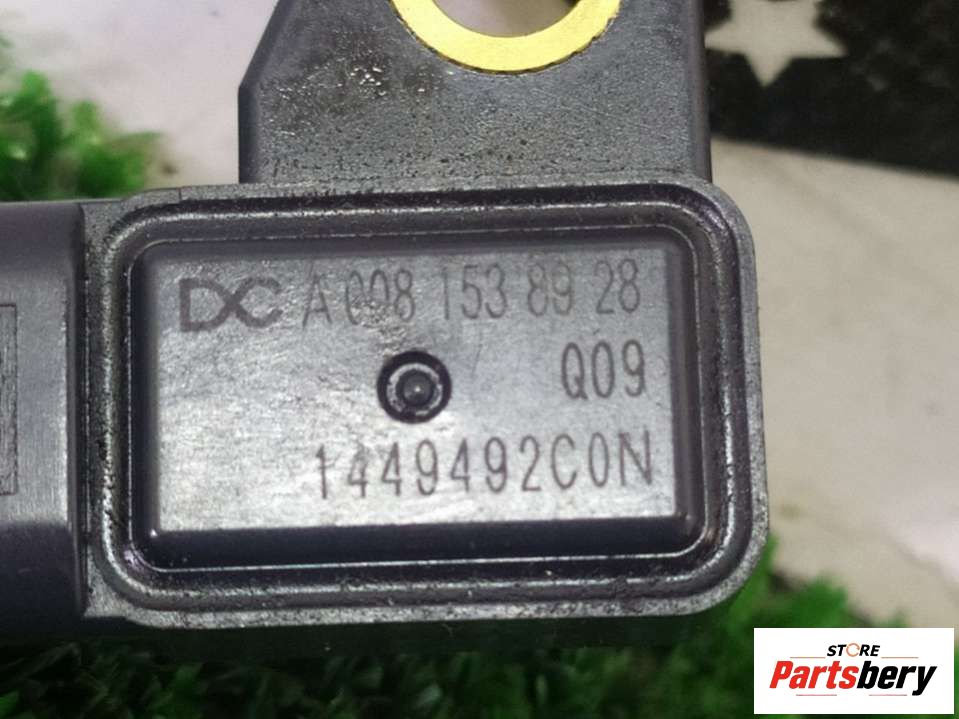 DC A 008 153 89 28
Q09
1449492C0N
STORE
Partsbery